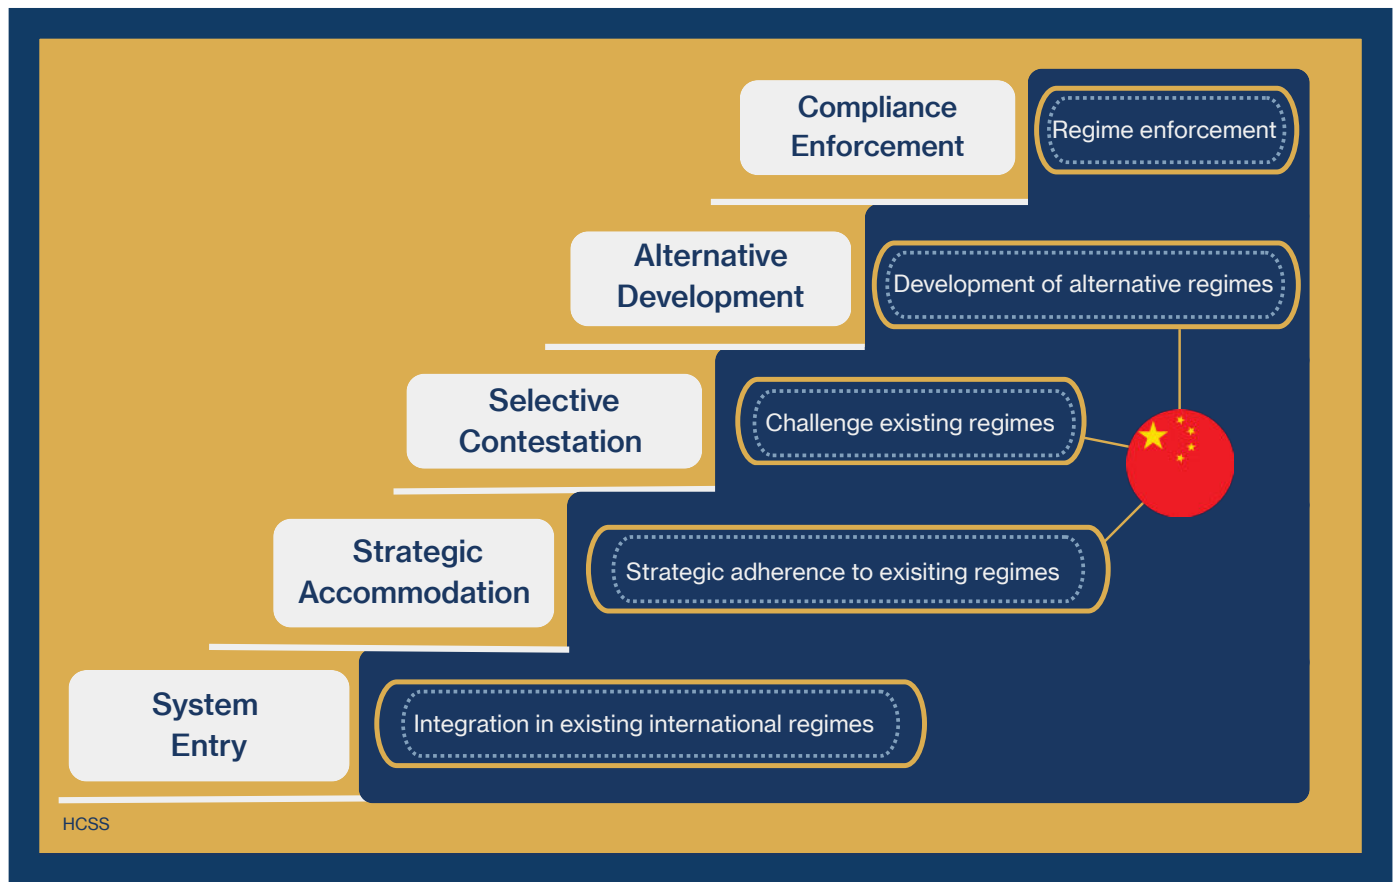 Compliance
Enforcement
Regime enforcement
Alternative
Development
Development of alternative regimes
Selective
Contestation
Challenge existing regimes
Strategic
Accommodation
Strategic adherence to exisiting regimes
System
Entry
Integration in existing international regimes
HCSS